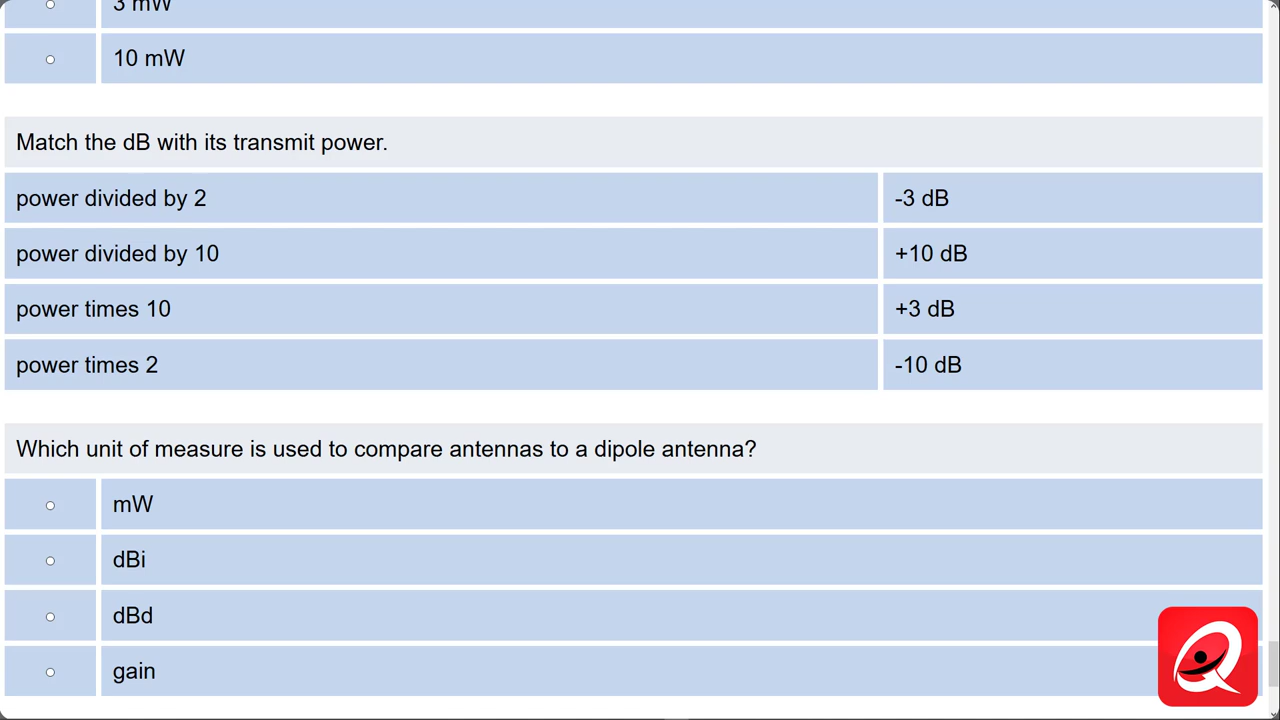 3 mW
10 mW
Match the dB with its transmit power.
power divided by 2 -3 dB
power divided by 10 +10 dB
power times 10 +3 dB
power times 2 -10 dB
Which unit of measure is used to compare antennas to a dipole antenna?
mW
dBi
dBd
gain